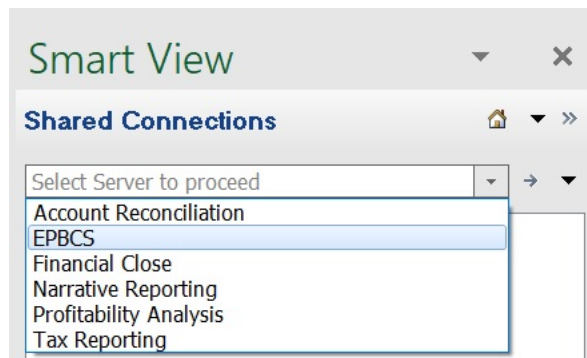 Smart View
Shared Connections
Select Server to proceed
Account Reconciliation
EPBCS
Financial Close
Narrative Reporting
Profitability Analysis
Tax Reporting